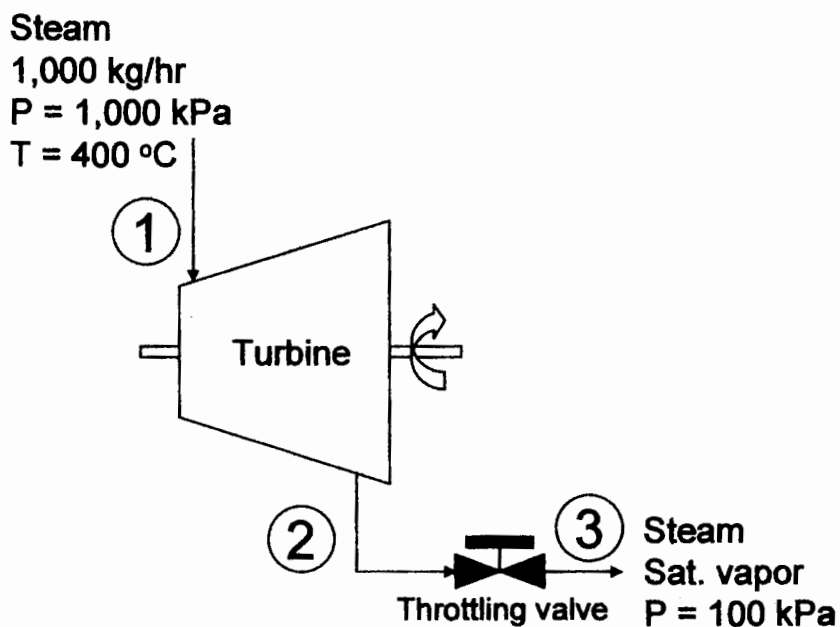 Steam
1,000 kg/hr
P = 1,000 kPa
T = 400 °C
1
Turbine
2
3
Steam
Sat. vapor
P = 100 kPa
Throttling valve